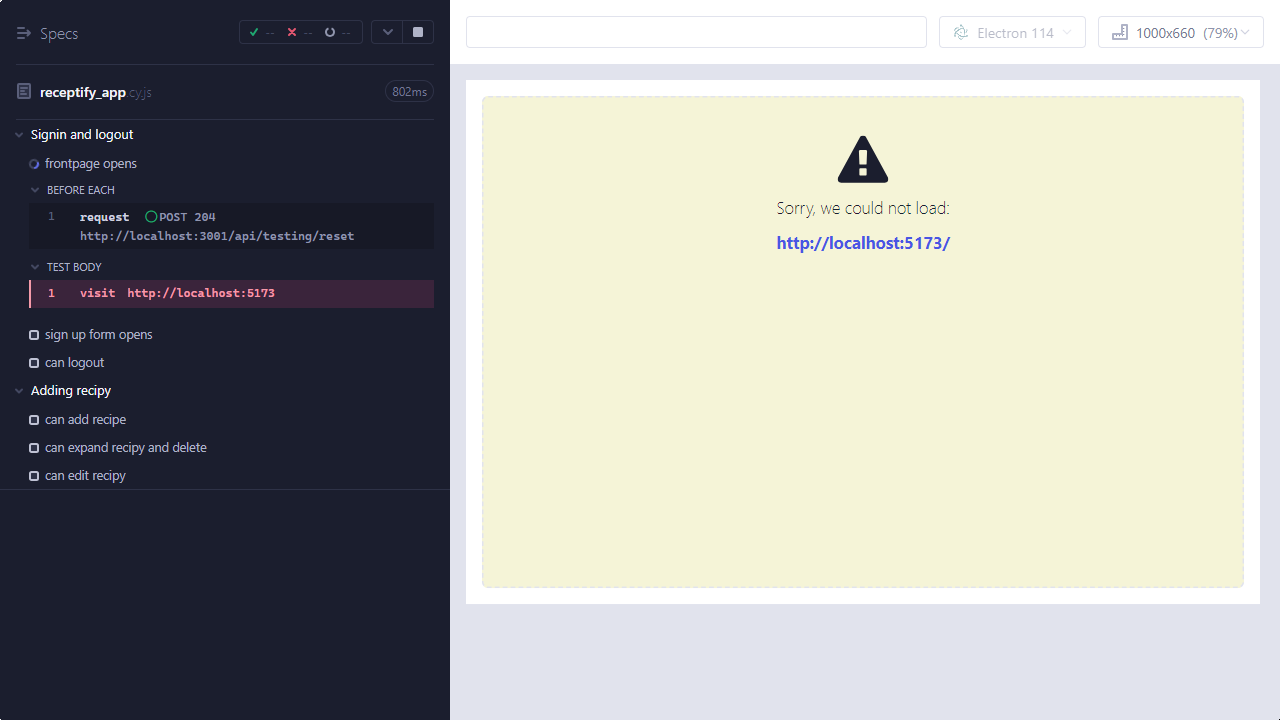 Specs
-- -- --
receptify_app.cy.js 802ms
Signin and logout
frontpage opens
BEFORE EACH
1 request POST 204
http://localhost:3001/api/testing/reset
TEST BODY
1 visit http://localhost:5173
sign up form opens
can logout
Adding recipy
can add recipe
can expand recipy and delete
can edit recipy
Electron 114
1000x660 (79%)
Sorry, we could not load:
http://localhost:5173/